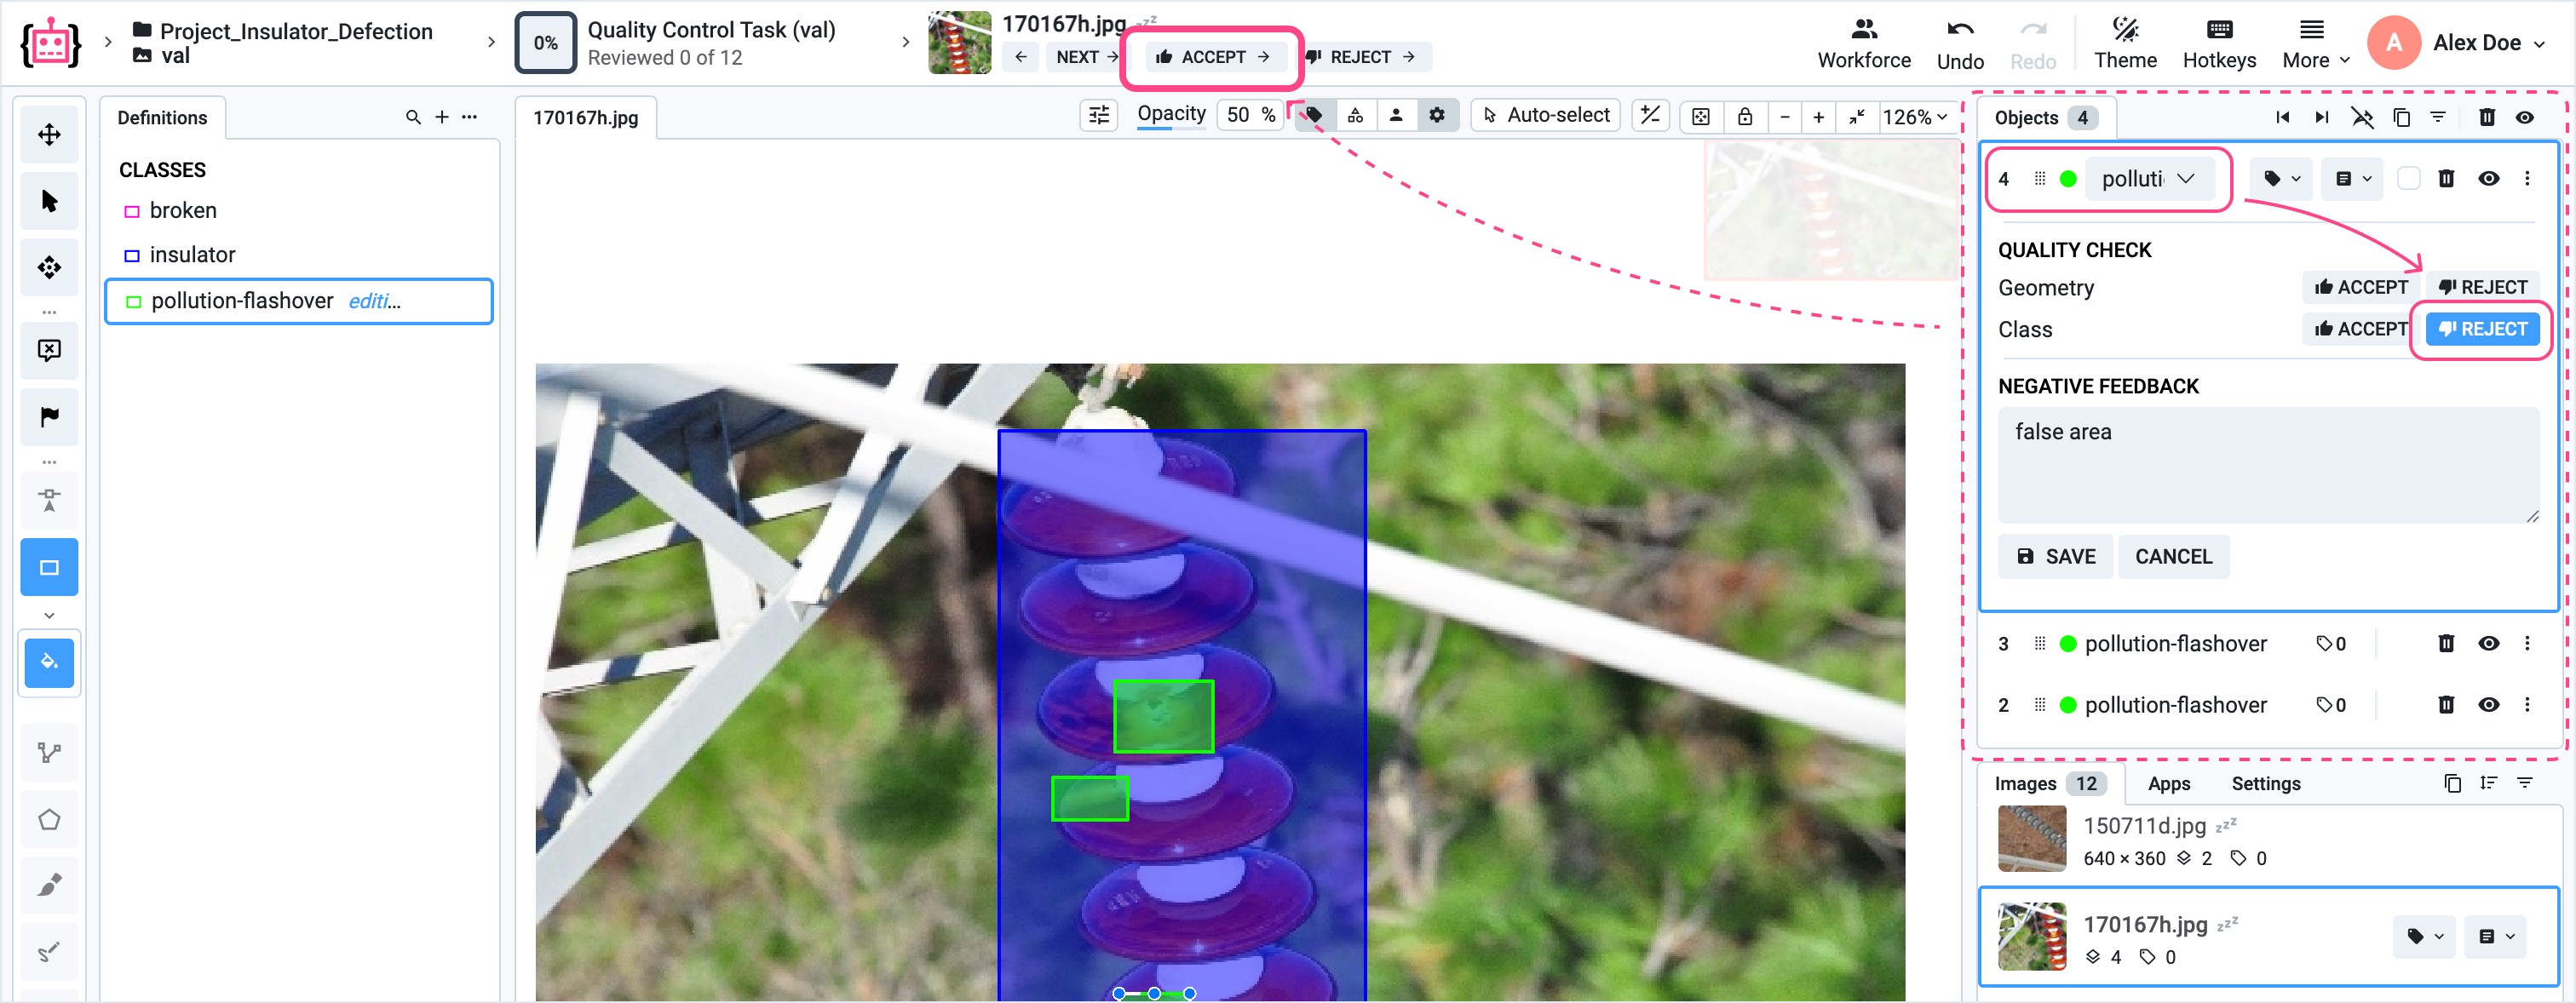 Project_Insulator_Defection
val
0%
Quality Control Task (val)
Reviewed 0 of 12
170167h.jpg zzz
NEXT
ACCEPT
REJECT
Workforce
Undo
Redo
Theme
Hotkeys
More
A
Alex Doe
Definitions
CLASSES
broken
insulator
pollution-flashover editi...
170167h.jpg
Opacity 50 %
Auto-select
126%
Objects 4
4 polluti
QUALITY CHECK
Geometry ACCEPT REJECT
Class ACCEPT REJECT
NEGATIVE FEEDBACK
false area
SAVE CANCEL
3 pollution-flashover 0
2 pollution-flashover 0
Images 12 Apps Settings
150711d.jpg zzz
640 × 360 2 0
170167h.jpg zzz
4 0